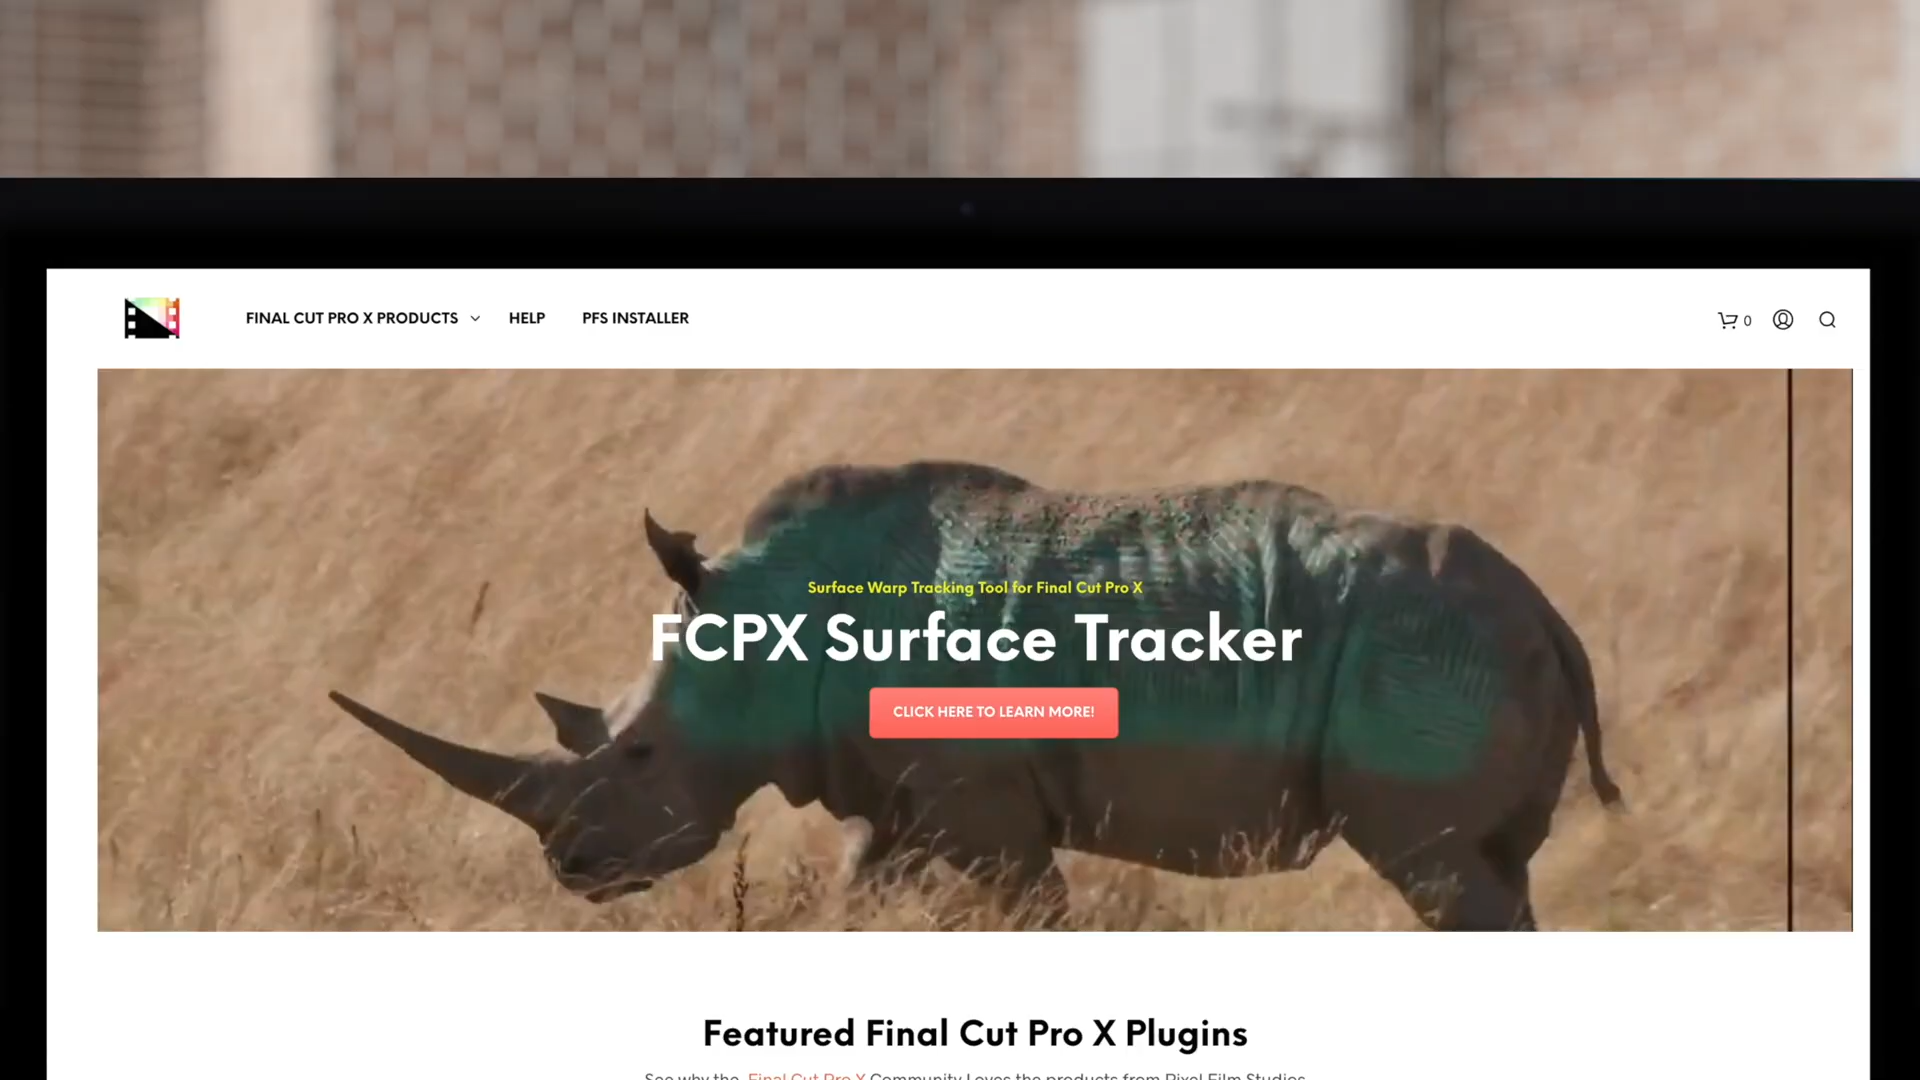 FINAL CUT PRO X PRODUCTS HELP PFS INSTALLER 0
Surface Warp Tracking Tool for Final Cut Pro X
FCPX Surface Tracker
CLICK HERE TO LEARN MORE!
Featured Final Cut Pro X Plugins
See why the Final Cut Pro X Community Loves the products from Pixel Film Studios